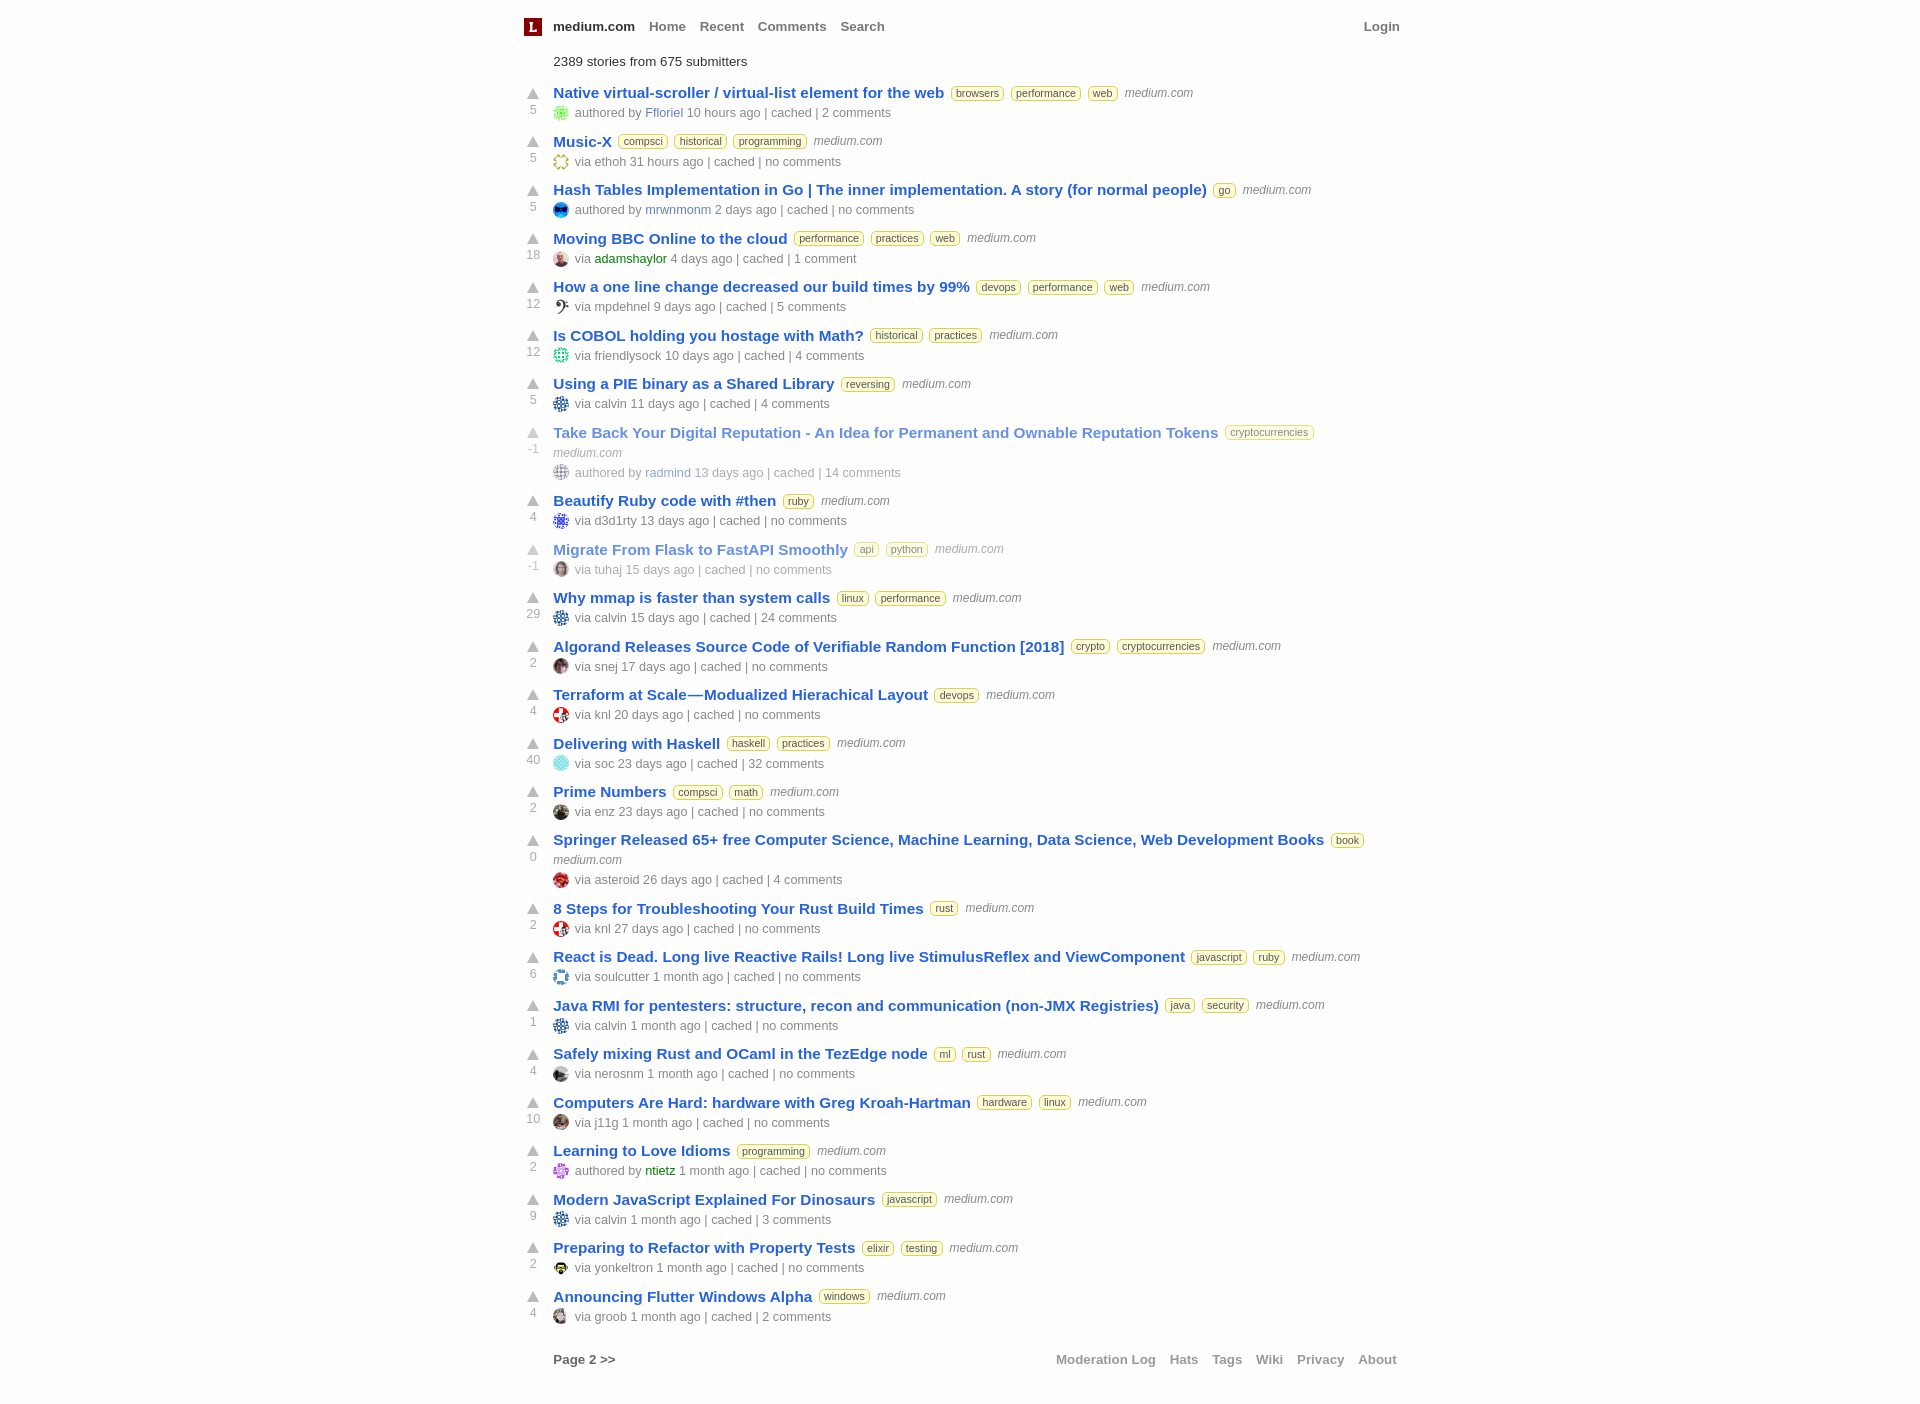 L medium.com Home Recent Comments Search Login
2389 stories from 675 submitters
Native virtual-scroller / virtual-list element for the web browsers performance web medium.com
5 authored by Ffloriel 10 hours ago | cached | 2 comments
Music-X compsci historical programming medium.com
5 via ethoh 31 hours ago | cached | no comments
Hash Tables Implementation in Go | The inner implementation. A story (for normal people) go medium.com
5 authored by mrwnmonm 2 days ago | cached | no comments
Moving BBC Online to the cloud performance practices web medium.com
18 via adamshaylor 4 days ago | cached | 1 comment
How a one line change decreased our build times by 99% devops performance web medium.com
12 via mpdehnel 9 days ago | cached | 5 comments
Is COBOL holding you hostage with Math? historical practices medium.com
12 via friendlysock 10 days ago | cached | 4 comments
Using a PIE binary as a Shared Library reversing medium.com
5 via calvin 11 days ago | cached | 4 comments
Take Back Your Digital Reputation - An Idea for Permanent and Ownable Reputation Tokens cryptocurrencies
-1 medium.com
authored by radmind 13 days ago | cached | 14 comments
Beautify Ruby code with #then ruby medium.com
4 via d3d1rty 13 days ago | cached | no comments
Migrate From Flask to FastAPI Smoothly api python medium.com
-1 via tuhaj 15 days ago | cached | no comments
Why mmap is faster than system calls linux performance medium.com
29 via calvin 15 days ago | cached | 24 comments
Algorand Releases Source Code of Verifiable Random Function [2018] crypto cryptocurrencies medium.com
2 via snej 17 days ago | cached | no comments
Terraform at Scale — Modualized Hierachical Layout devops medium.com
4 via knl 20 days ago | cached | no comments
Delivering with Haskell haskell practices medium.com
40 via soc 23 days ago | cached | 32 comments
Prime Numbers compsci math medium.com
2 via enz 23 days ago | cached | no comments
Springer Released 65+ free Computer Science, Machine Learning, Data Science, Web Development Books book
0 medium.com
via asteroid 26 days ago | cached | 4 comments
8 Steps for Troubleshooting Your Rust Build Times rust medium.com
2 via knl 27 days ago | cached | no comments
React is Dead. Long live Reactive Rails! Long live StimulusReflex and ViewComponent javascript ruby medium.com
6 via soulcutter 1 month ago | cached | no comments
Java RMI for pentesters: structure, recon and communication (non-JMX Registries) java security medium.com
1 via calvin 1 month ago | cached | no comments
Safely mixing Rust and OCaml in the TezEdge node ml rust medium.com
4 via nerosnm 1 month ago | cached | no comments
Computers Are Hard: hardware with Greg Kroah-Hartman hardware linux medium.com
10 via j11g 1 month ago | cached | no comments
Learning to Love Idioms programming medium.com
2 authored by ntietz 1 month ago | cached | no comments
Modern JavaScript Explained For Dinosaurs javascript medium.com
9 via calvin 1 month ago | cached | 3 comments
Preparing to Refactor with Property Tests elixir testing medium.com
2 via yonkeltron 1 month ago | cached | no comments
Announcing Flutter Windows Alpha windows medium.com
4 via groob 1 month ago | cached | 2 comments
Page 2 >> Moderation Log Hats Tags Wiki Privacy About